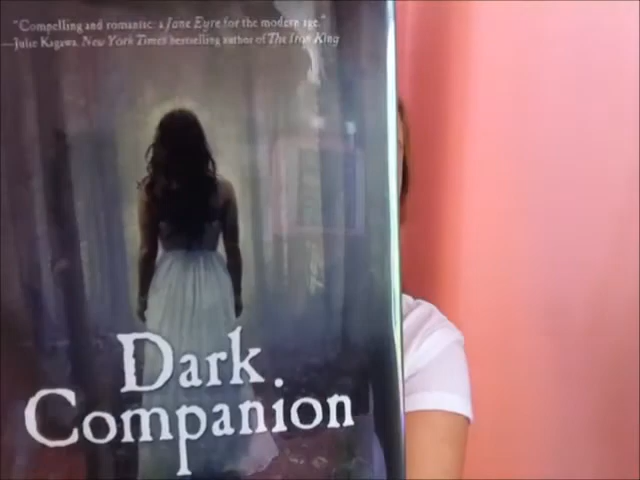 "Compelling and romantic: a Jane Eyre for the modern age."
—Julie Kagawa, New York Times bestselling author of The Iron King
Dark
Companion